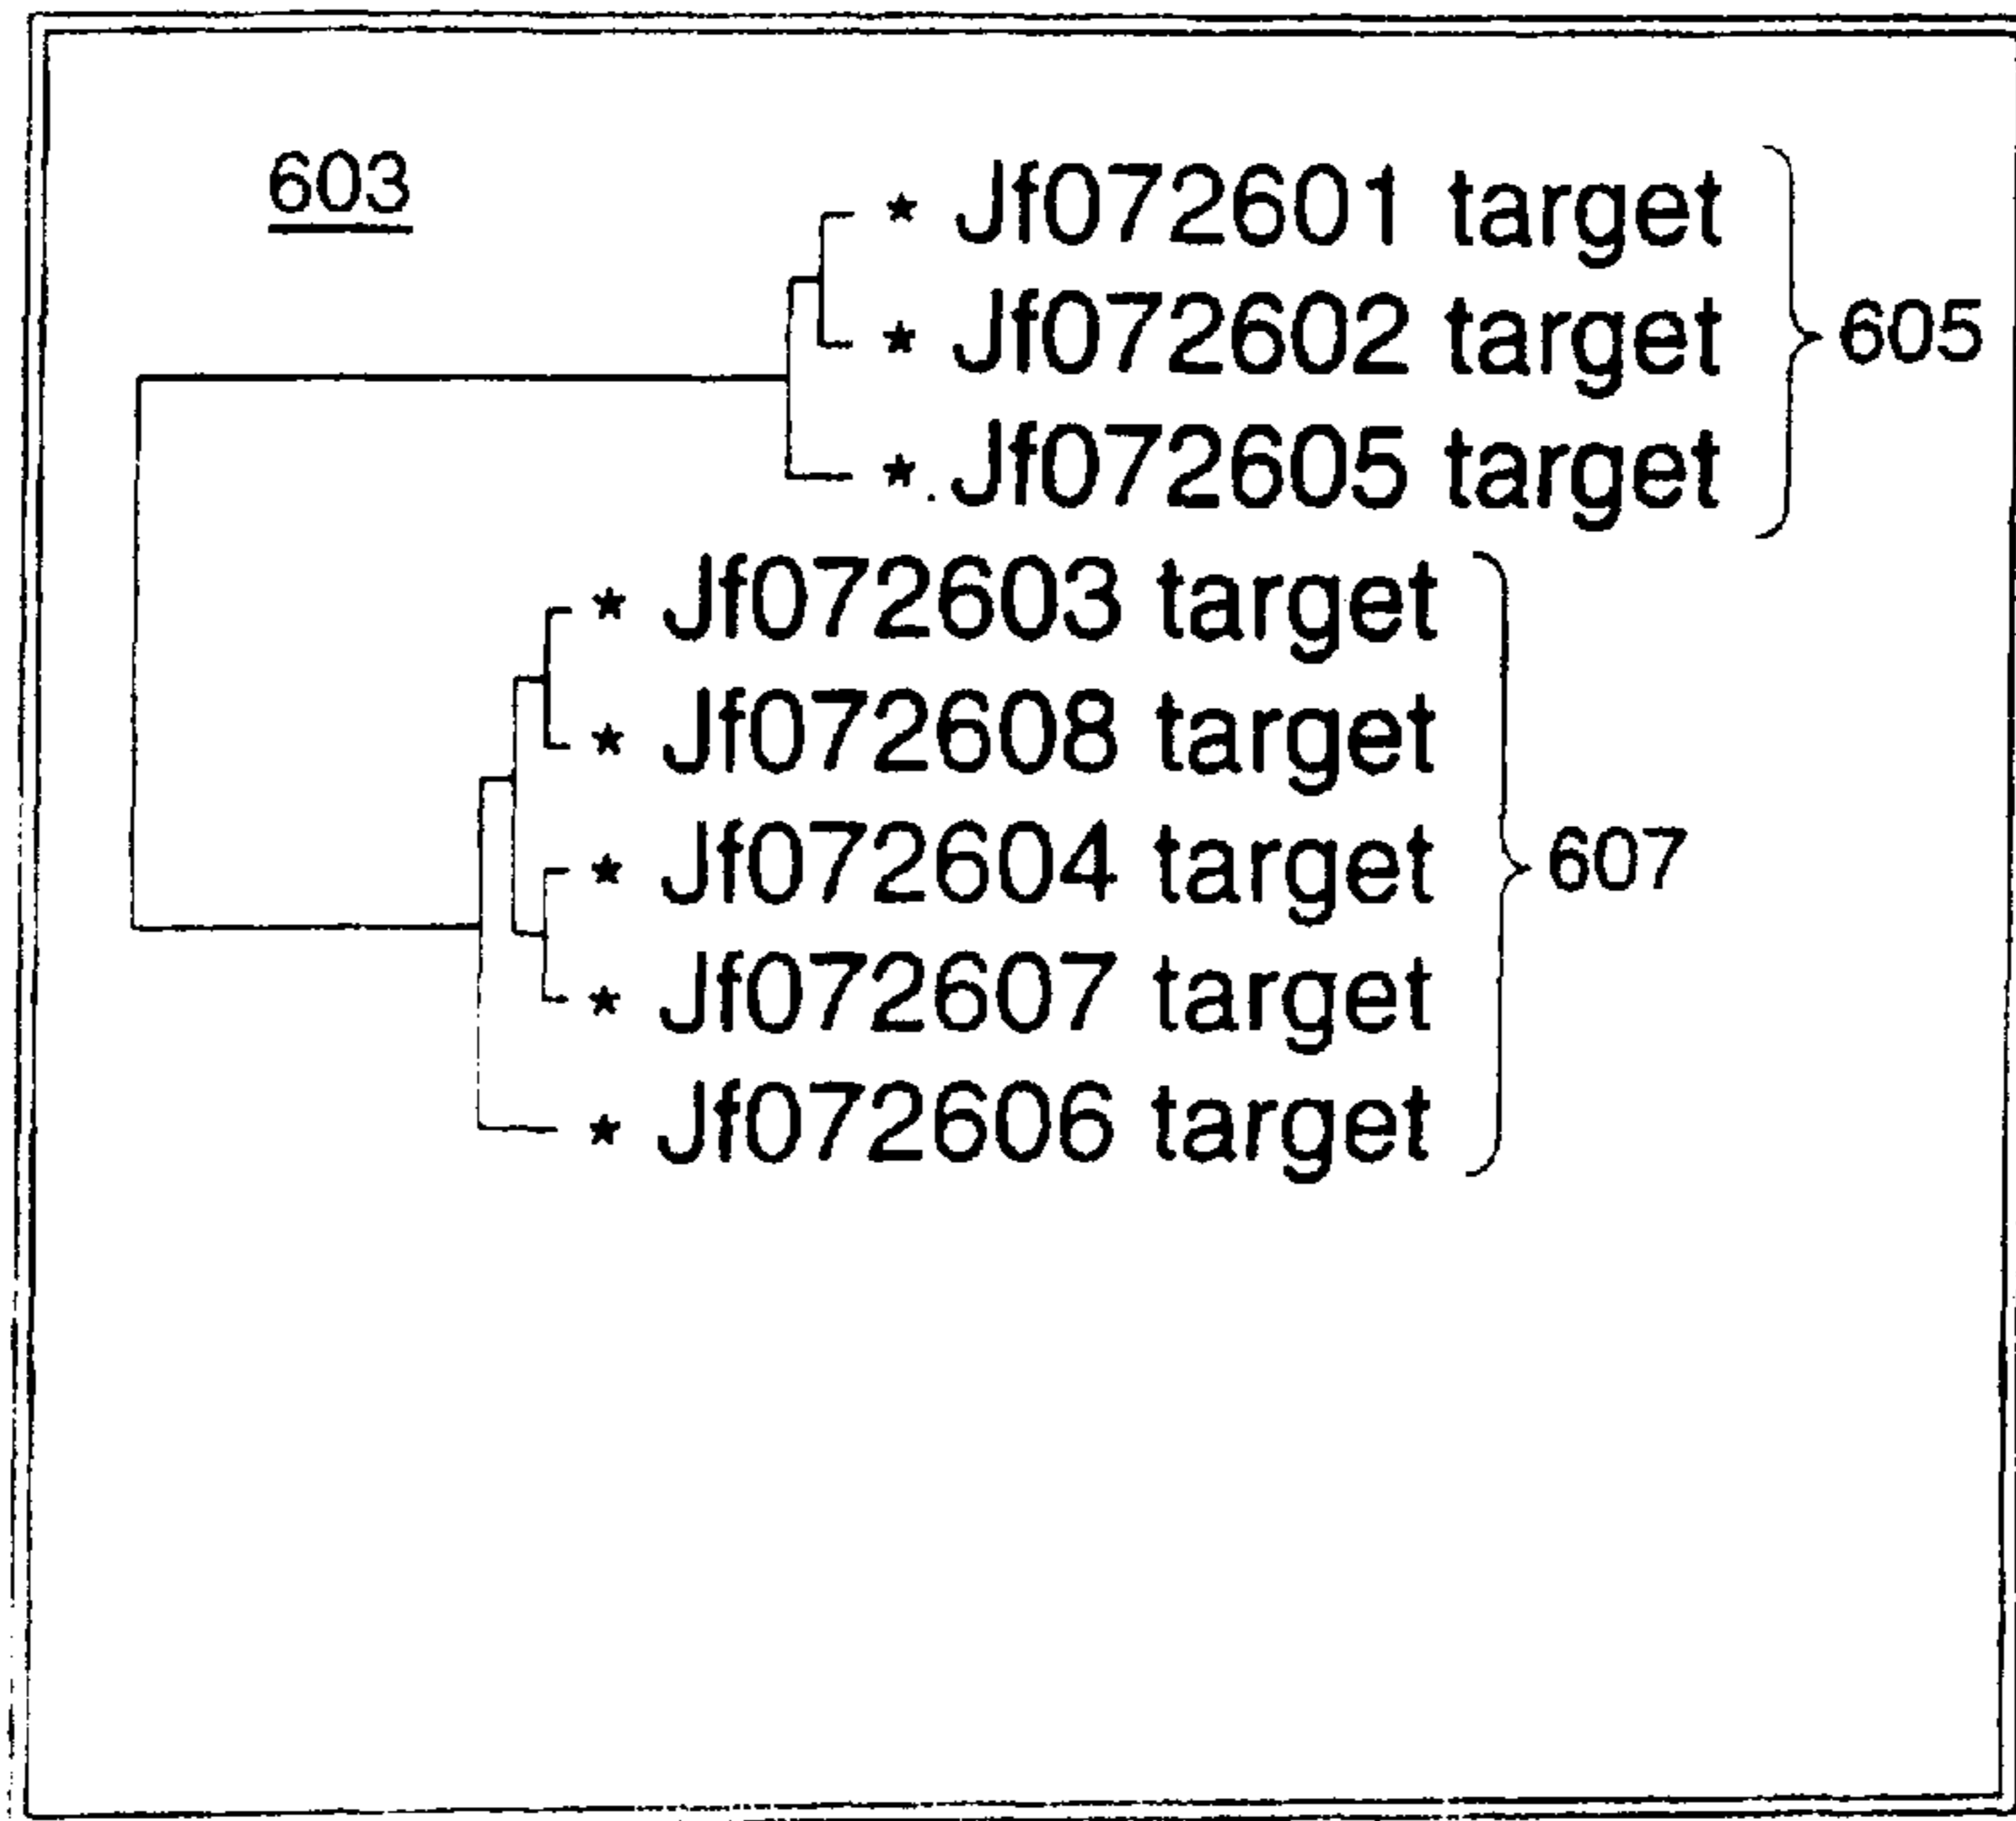 603
* Jf072601 target
* Jf072602 target
605
* Jf072605 target
* Jf072603 target
* Jf072608 target
* Jf072604 target
607
* Jf072607 target
* Jf072606 target